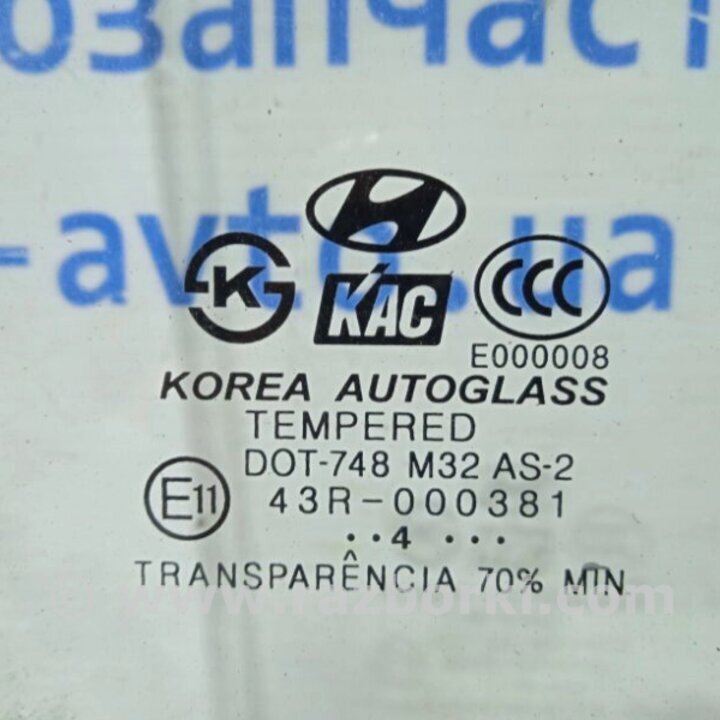 озапчаст
-avto.ua
K
KAC
CCC
E000008
KOREA AUTOGLASS
TEMPERED
DOT-748 M32 AS-2
E11
43R-000381
··4 ···
TRANSPARÊNCIA 70% MIN
www.razborki.com